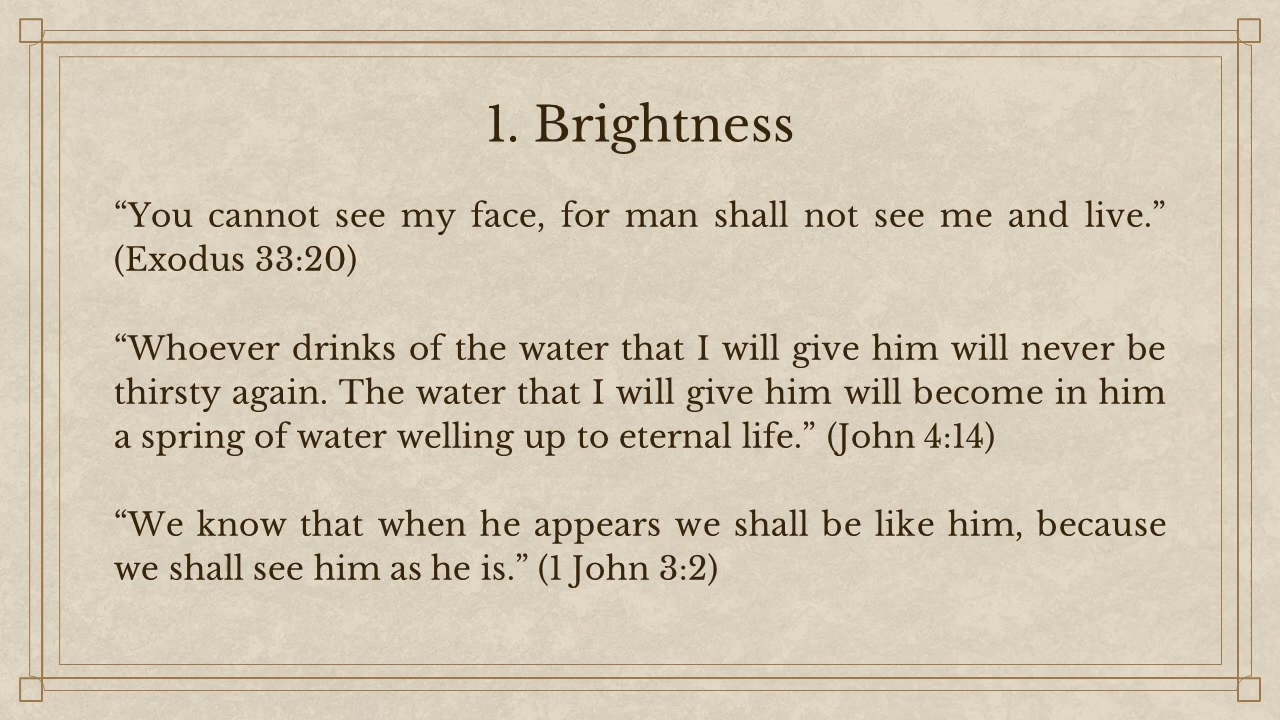 1. Brightness
“You cannot see my face, for man shall not see me and live.”
(Exodus 33:20)
“Whoever drinks of the water that I will give him will never be
thirsty again. The water that I will give him will become in him
a spring of water welling up to eternal life.” (John 4:14)
“We know that when he appears we shall be like him, because
we shall see him as he is.” (1 John 3:2)